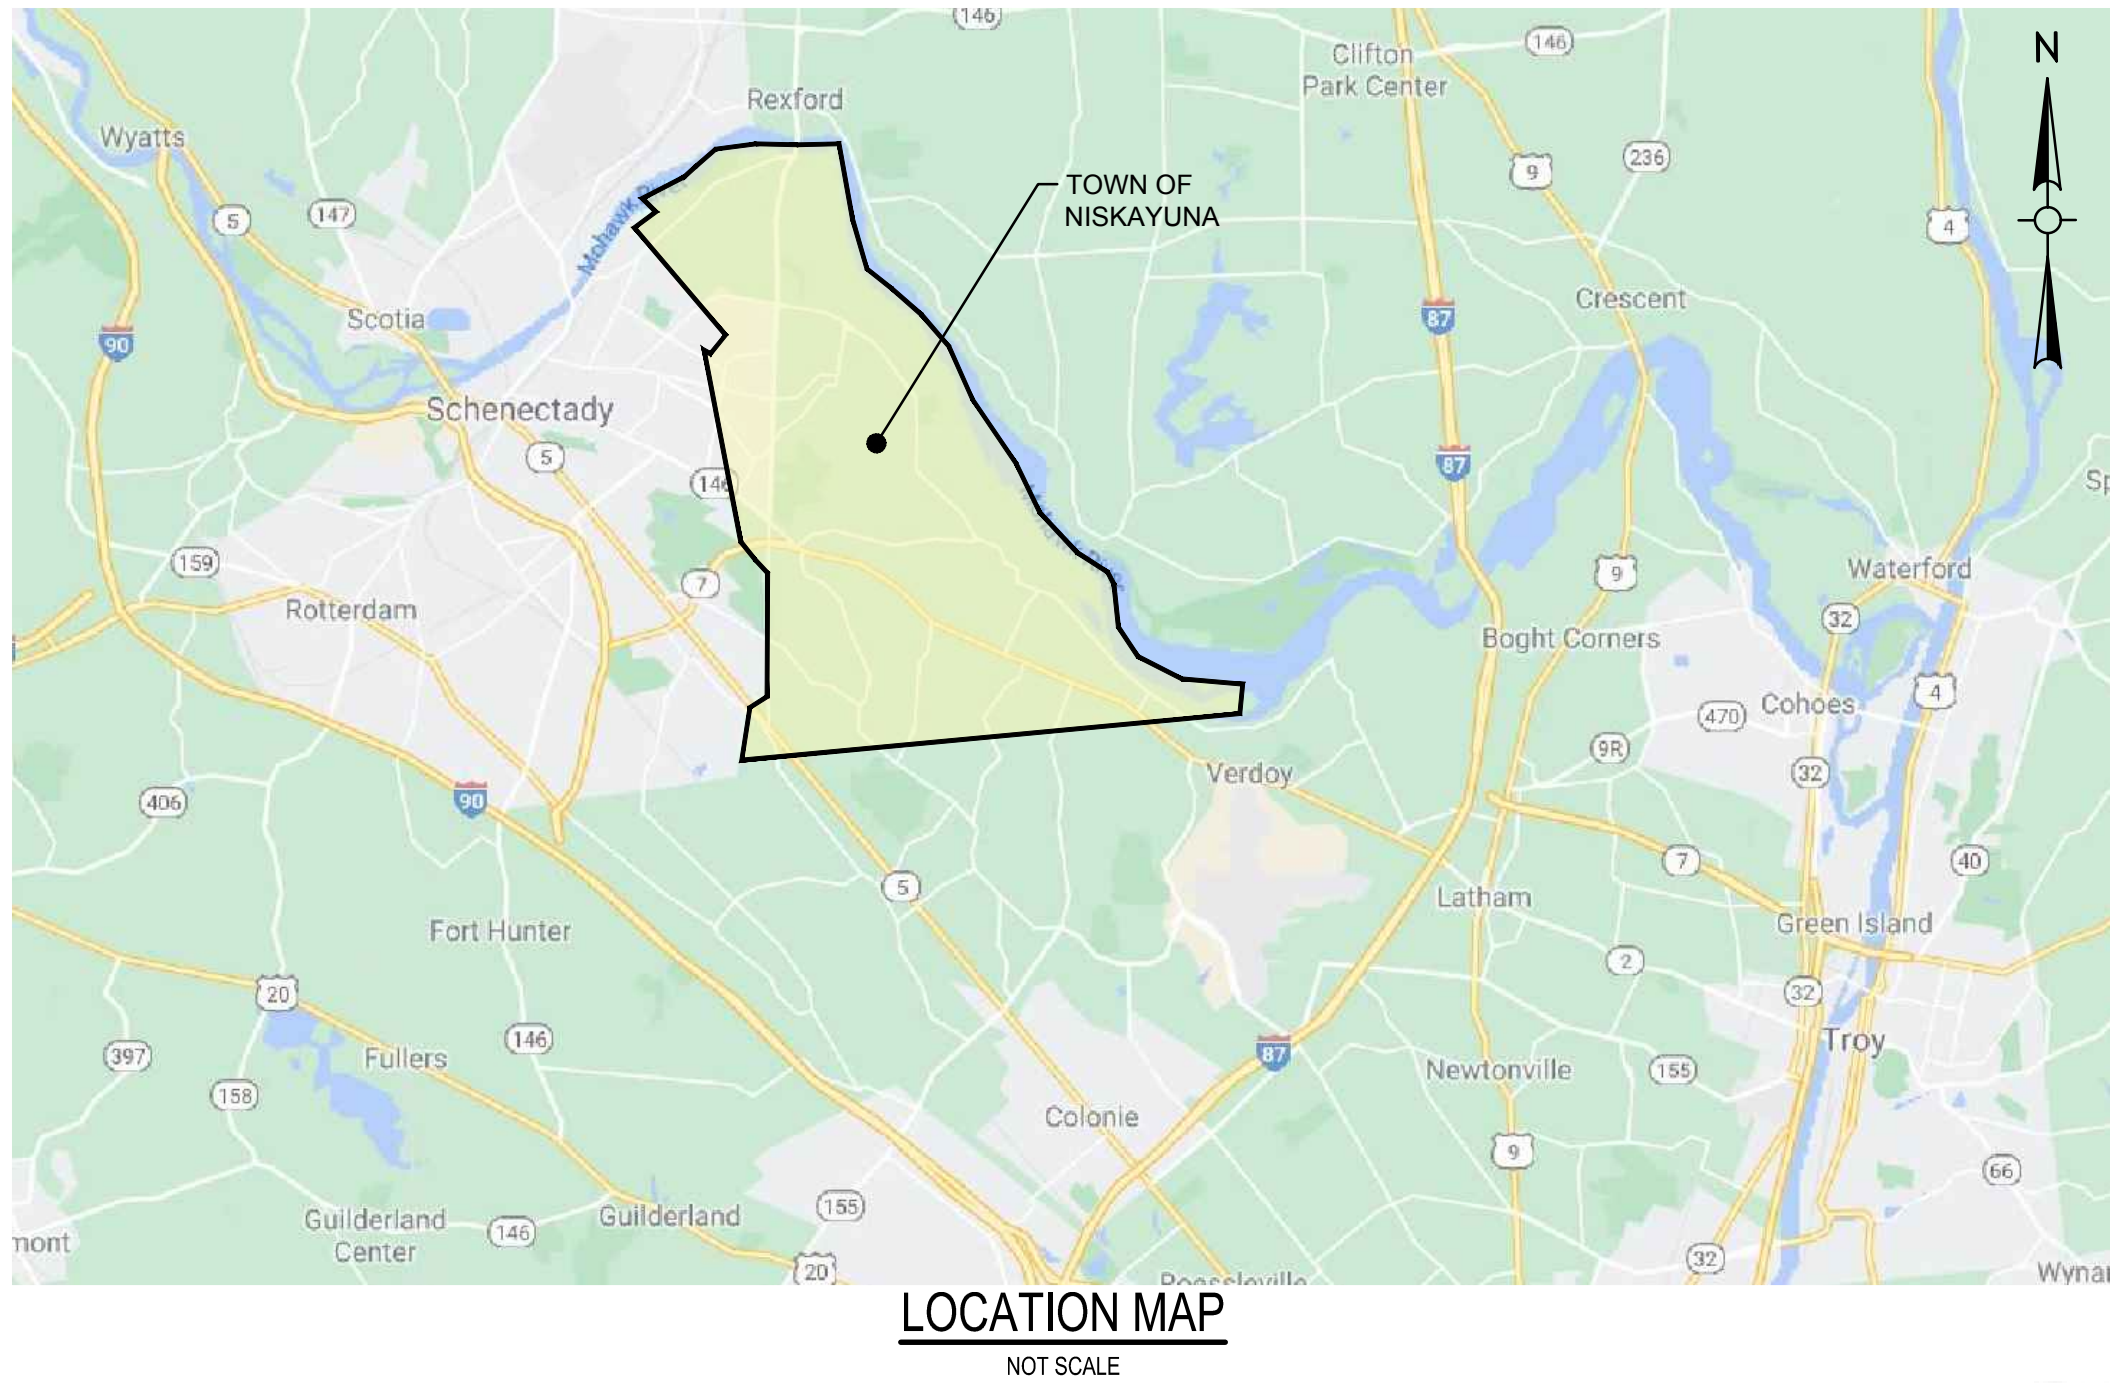 146
Clifton
Park Center
146
N
Rexford
Wyatts
236
9
TOWN OF
NISKAYUNA
Mohawk River
5
147
4
Crescent
Scotia
87
90
Schenectady
5
87
146
Mohawk River
159
7
9
Waterford
Rotterdam
32
Boght Corners
4
Cohoes
470
9R
Verdoy
32
406
90
7
40
5
Latham
Green Island
Fort Hunter
2
20
32
146
Troy
397
Fullers
87
Newtonville
155
158
Colonie
9
66
155
Guilderland
Center
146
Guilderland
32
20
LOCATION MAP
NOT SCALE